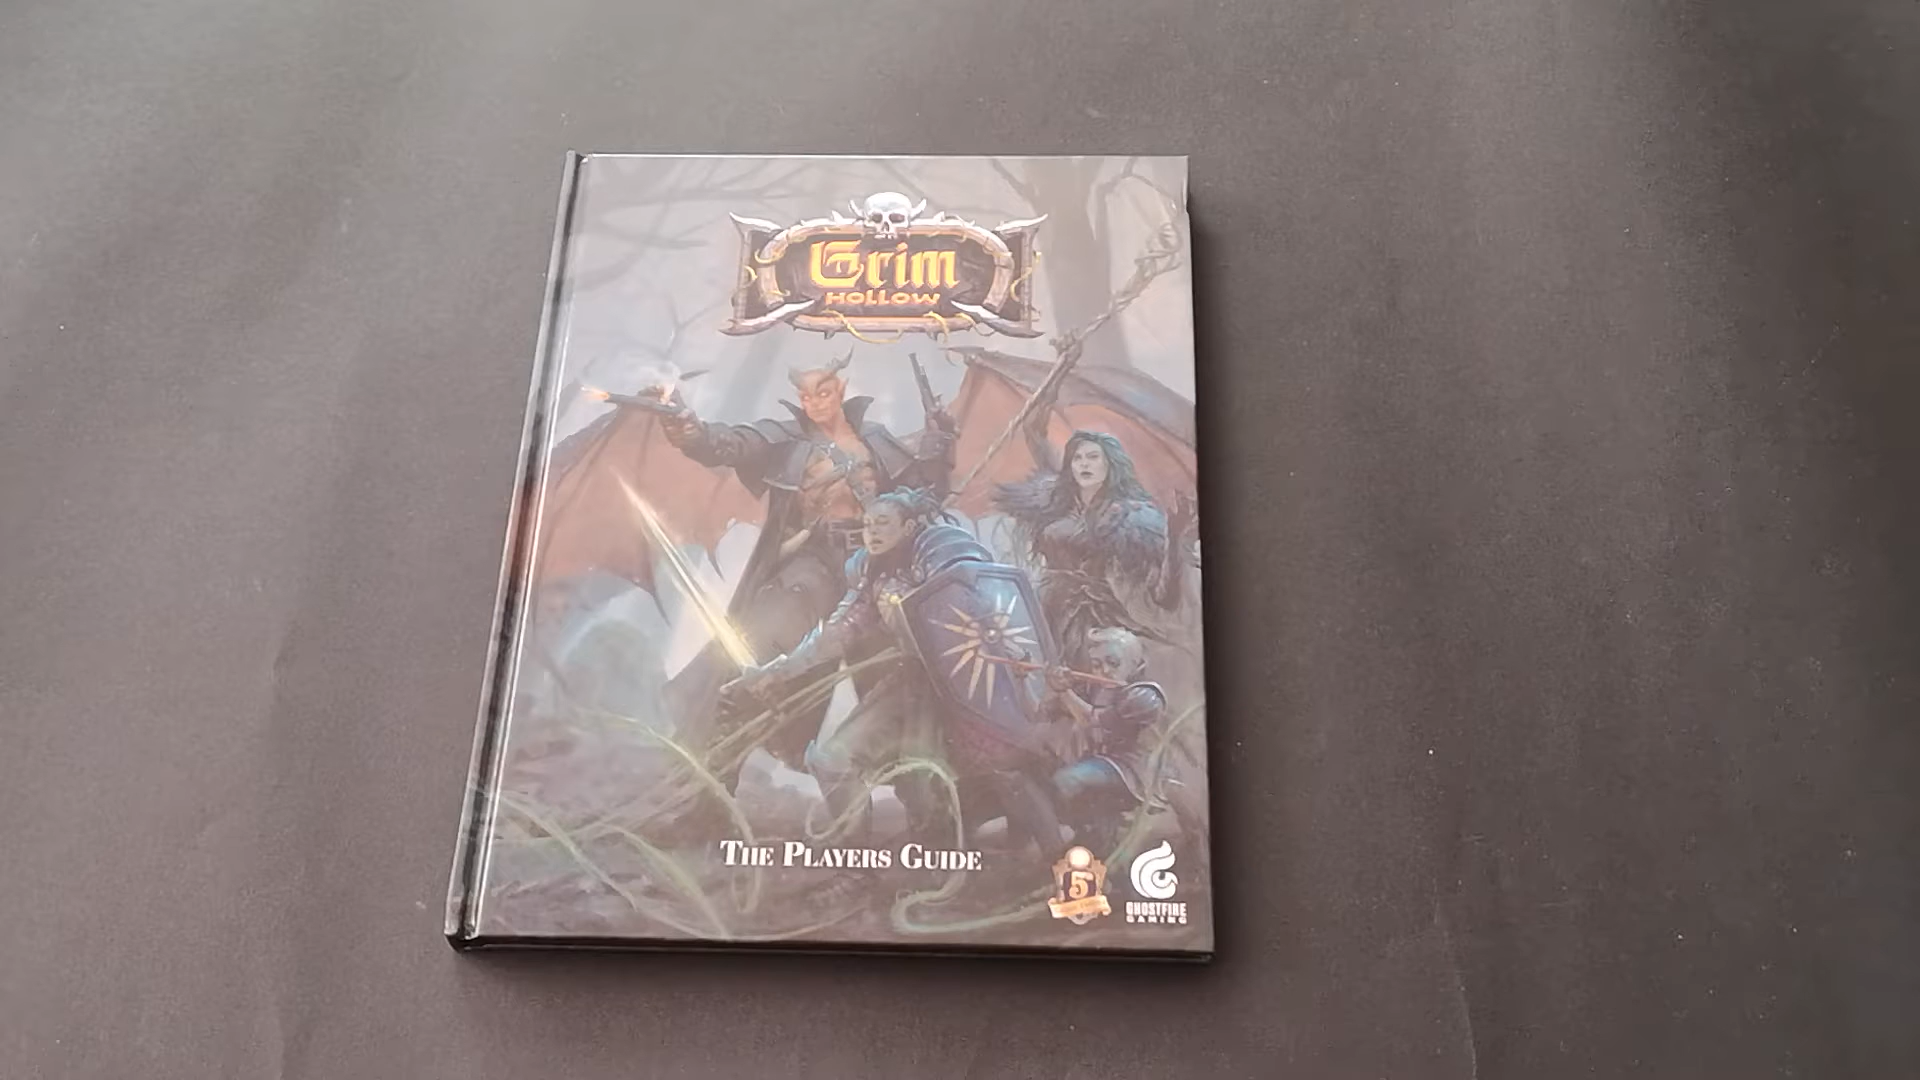 Grim
HOLLOW
THE PLAYERS GUIDE
5
GHOSTFIRE
GAMING